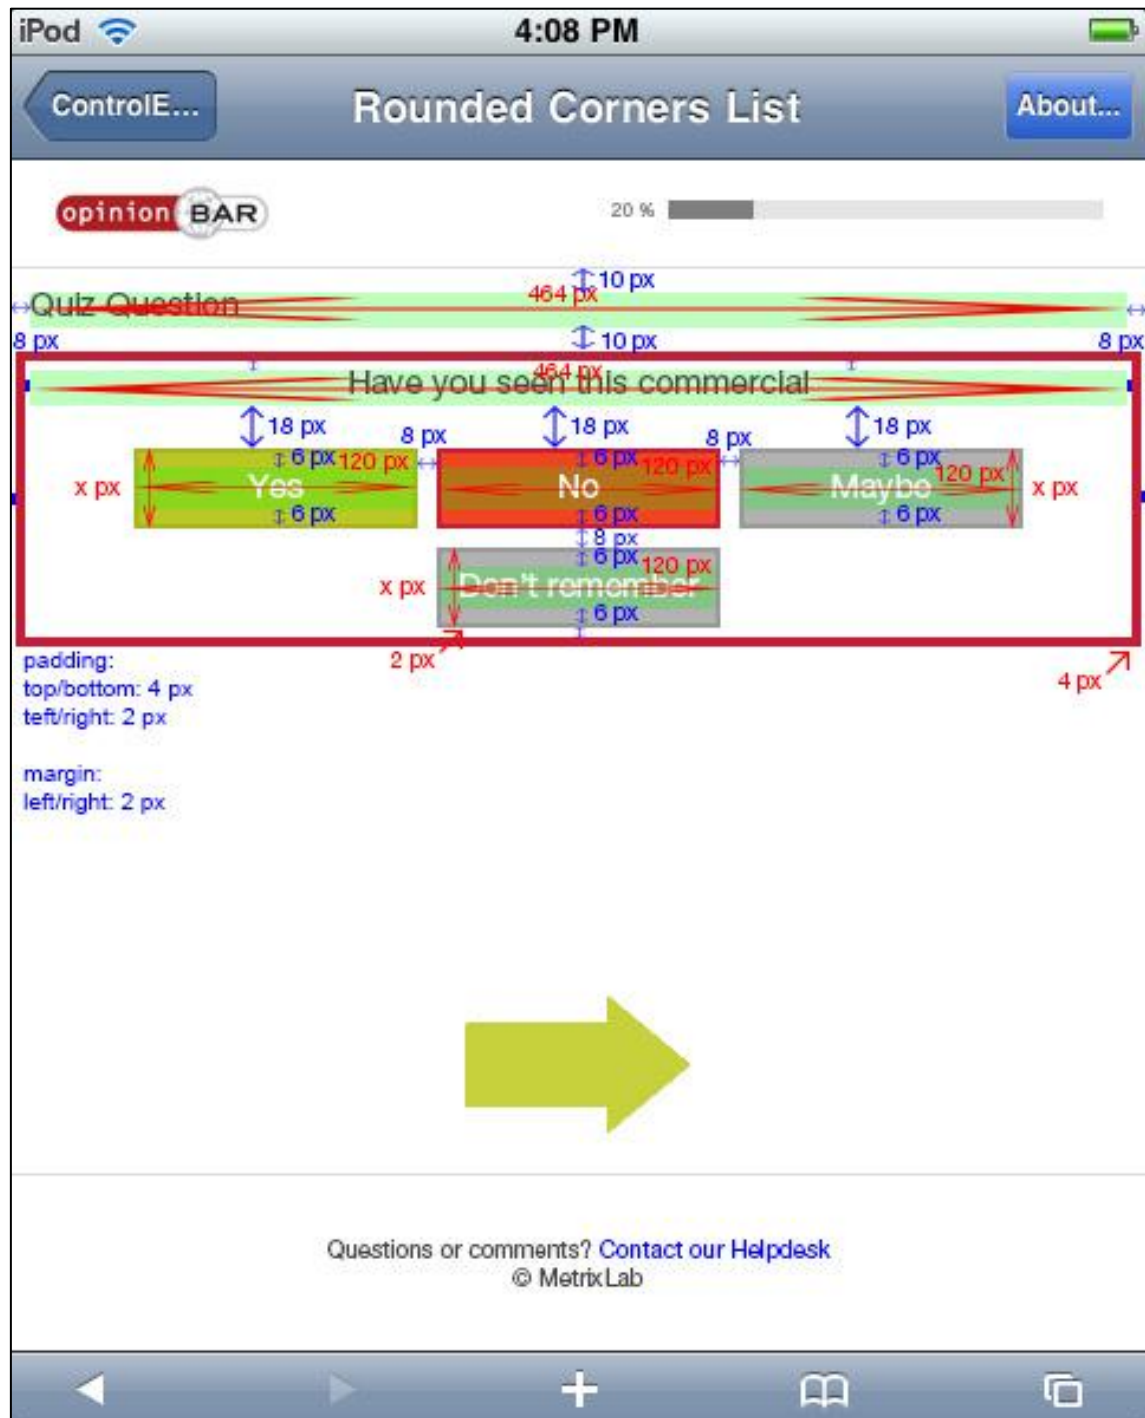 iPod 4:08 PM
ControlE... Rounded Corners List About...
opinion BAR 20 %
10 px
464 px
Quiz Question
8 px 10 px 8 px
464 px
Have you seen this commercial
18 px 18 px 18 px
8 px 8 px
6 px 120 px 6 px 120 px 6 px 120 px
x px Yes No Maybe x px
6 px 6 px 6 px
8 px
6 px 120 px
x px Don't remember
6 px
padding: 2 px
top/bottom: 4 px 4 px
teft/right: 2 px
margin:
left/right: 2 px
Questions or comments? Contact our Helpdesk
© MetrixLab